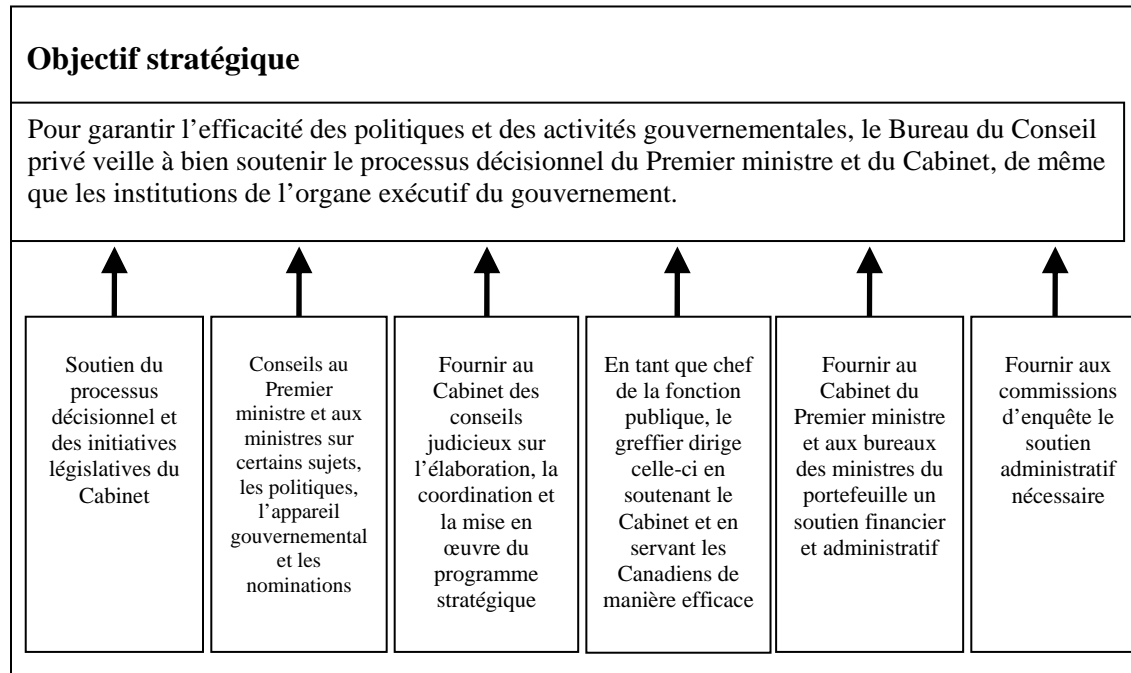 Objectif stratégique
Pour garantir l’efficacité des politiques et des activités gouvernementales, le Bureau du Conseil
privé veille à bien soutenir le processus décisionnel du Premier ministre et du Cabinet, de même
que les institutions de l’organe exécutif du gouvernement.
Soutien du
processus
décisionnel et
des initiatives
législatives du
Cabinet
Conseils au
Premier
ministre et aux
ministres sur
certains sujets,
les politiques,
l’appareil
gouvernemental
et les
nominations
Fournir au
Cabinet des
conseils
judicieux sur
l’élaboration, la
coordination et
la mise en
œuvre du
programme
stratégique
En tant que chef
de la fonction
publique, le
greffier dirige
celle-ci en
soutenant le
Cabinet et en
servant les
Canadiens de
manière efficace
Fournir au
Cabinet du
Premier ministre
et aux bureaux
des ministres du
portefeuille un
soutien financier
et administratif
Fournir aux
commissions
d’enquête le
soutien
administratif
nécessaire